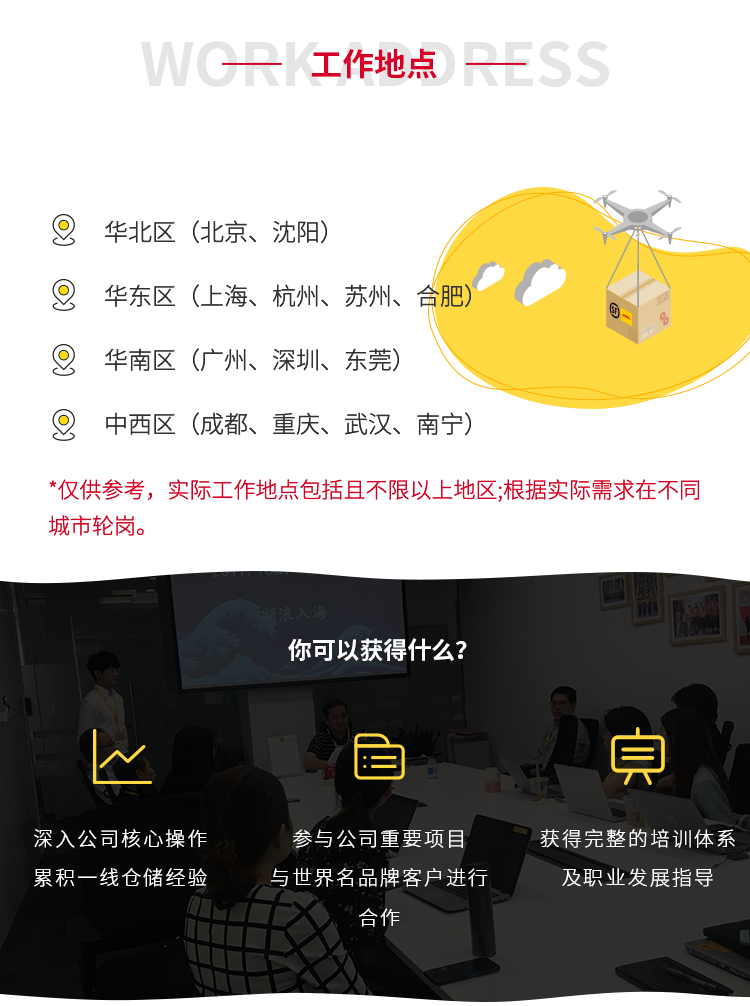 WORK ADDRESS
工作地点
华北区（北京、沈阳）
华东区（上海、杭州、苏州、合肥）
华南区（广州、深圳、东莞）
中西区（成都、重庆、武汉、南宁）
*仅供参考，实际工作地点包括且不限以上地区;根据实际需求在不同
城市轮岗。
你可以获得什么？
深入公司核心操作
累积一线仓储经验
参与公司重要项目
与世界名品牌客户进行
合作
获得完整的培训体系
及职业发展指导